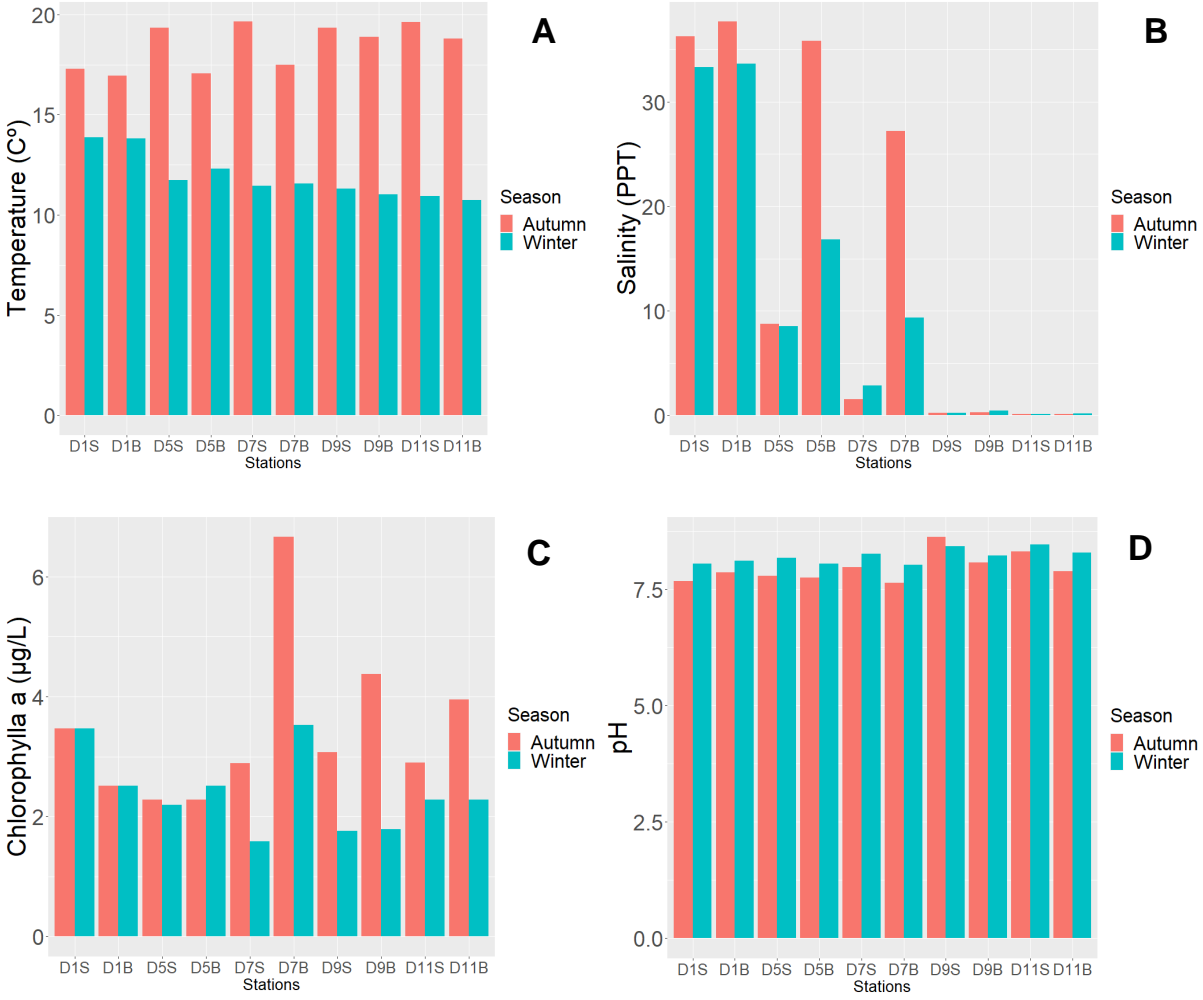 A
Temperature (Cº)
20
15
10
5
0
D1S D1B D5S D5B D7S D7B D9S D9B D11S D11B
Stations
Season
Autumn
Winter
B
Salinity (PPT)
30
20
10
0
D1S D1B D5S D5B D7S D7B D9S D9B D11S D11B
Stations
Season
Autumn
Winter
C
Chlorophylla a (µg/L)
6
4
2
0
D1S D1B D5S D5B D7S D7B D9S D9B D11S D11B
Stations
Season
Autumn
Winter
D
pH
7.5
5.0
2.5
0.0
D1S D1B D5S D5B D7S D7B D9S D9B D11S D11B
Stations
Season
Autumn
Winter